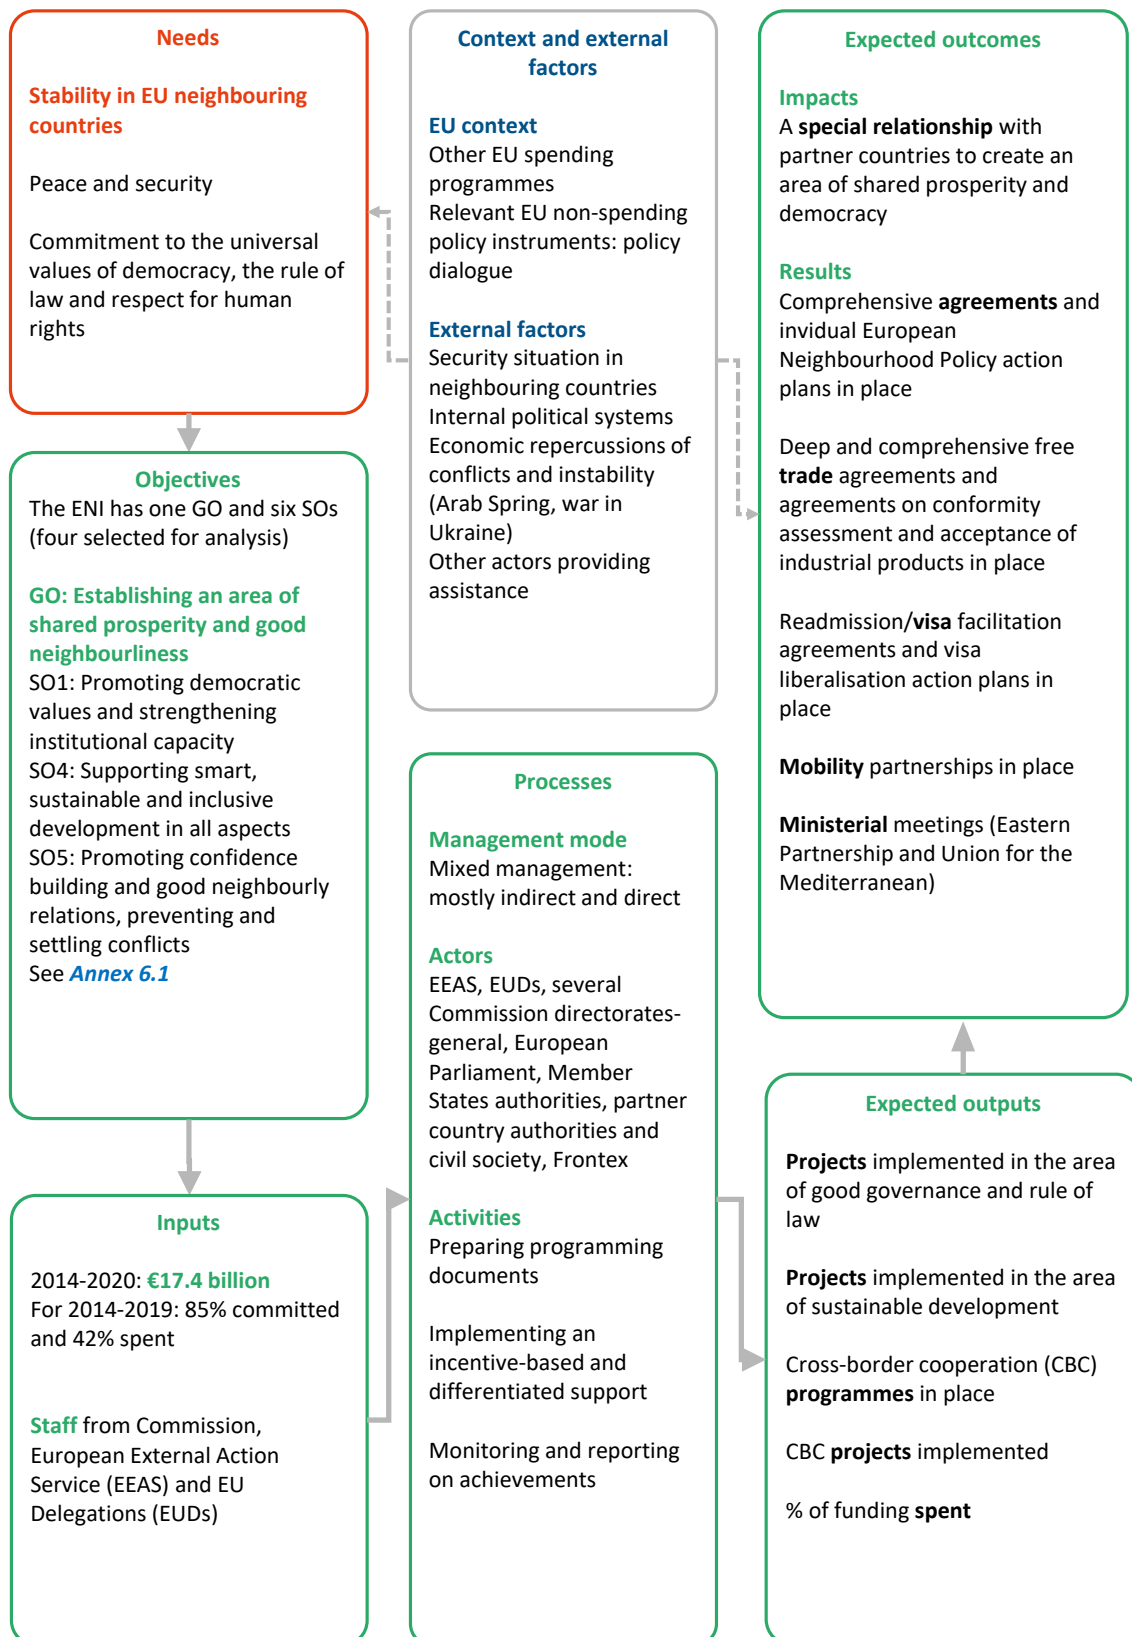 Needs
Stability in EU neighbouring
countries
Peace and security
Commitment to the universal
values of democracy, the rule of
law and respect for human
rights
Objectives
The ENI has one GO and six SOs
(four selected for analysis)
GO: Establishing an area of
shared prosperity and good
neighbourliness
SO1: Promoting democratic
values and strengthening
institutional capacity
SO4: Supporting smart,
sustainable and inclusive
development in all aspects
SO5: Promoting confidence
building and good neighbourly
relations, preventing and
settling conflicts
See Annex 6.1
Inputs
2014-2020: €17.4 billion
For 2014-2019: 85% committed
and 42% spent
Staff from Commission,
European External Action
Service (EEAS) and EU
Delegations (EUDs)
Context and external
factors
EU context
Other EU spending
programmes
Relevant EU non-spending
policy instruments: policy
dialogue
External factors
Security situation in
neighbouring countries
Internal political systems
Economic repercussions of
conflicts and instability
(Arab Spring, war in
Ukraine)
Other actors providing
assistance
Processes
Management mode
Mixed management:
mostly indirect and direct
Actors
EEAS, EUDs, several
Commission directorates-
general, European
Parliament, Member
States authorities, partner
country authorities and
civil society, Frontex
Activities
Preparing programming
documents
Implementing an
incentive-based and
differentiated support
Monitoring and reporting
on achievements
Expected outcomes
Impacts
A special relationship with
partner countries to create an
area of shared prosperity and
democracy
Results
Comprehensive agreements and
invidual European
Neighbourhood Policy action
plans in place
Deep and comprehensive free
trade agreements and
agreements on conformity
assessment and acceptance of
industrial products in place
Readmission/visa facilitation
agreements and visa
liberalisation action plans in
place
Mobility partnerships in place
Ministerial meetings (Eastern
Partnership and Union for the
Mediterranean)
Expected outputs
Projects implemented in the area
of good governance and rule of
law
Projects implemented in the area
of sustainable development
Cross-border cooperation (CBC)
programmes in place
CBC projects implemented
% of funding spent